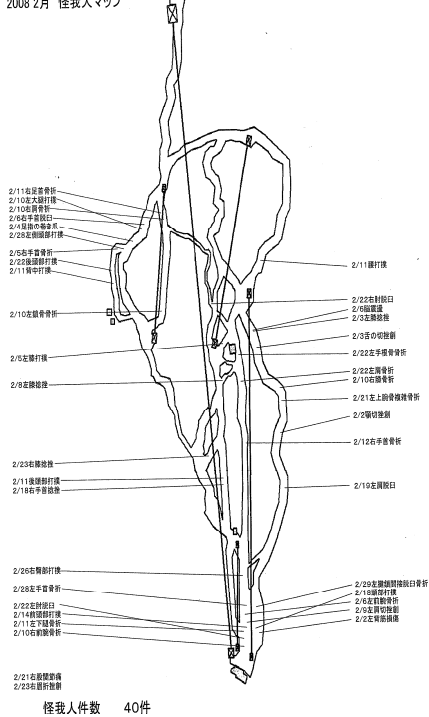 2008 2月 怪我人マップ
2/11右足首骨折
2/10左大腿打撲
2/10右肩骨折
2/6右手首脱臼
2/28左側頭部打撲
2/5右手首骨折
2/22後頭部打撲
2/11背中打撲
2/10左鎖骨骨折
2/5左膝打撲
2/8左膝捻挫
2/23右膝捻挫
2/11後頭部打撲
2/18右手首捻挫
2/26右臀部打撲
2/28左手首骨折
2/22左肘脱臼
2/14前頭部打撲
2/11左下腿骨折
2/10右前腕骨折
2/21右股関節痛
2/23右眉折挫創
2/11腰打撲
2/22右肘脱臼
2/6脳震盪
2/3左膝捻挫
2/3舌の切挫創
2/22左手根骨骨折
2/22左肩骨折
2/10右膝骨折
2/21左上腕骨複雑骨折
2/2顎切挫創
2/12右手首骨折
2/19左肩脱臼
2/29左胸鎖関接脱臼骨折
2/18頭部打撲
2/6左前腕骨折
2/9左肩切挫創
2/2左背筋損傷
怪我人件数 40件